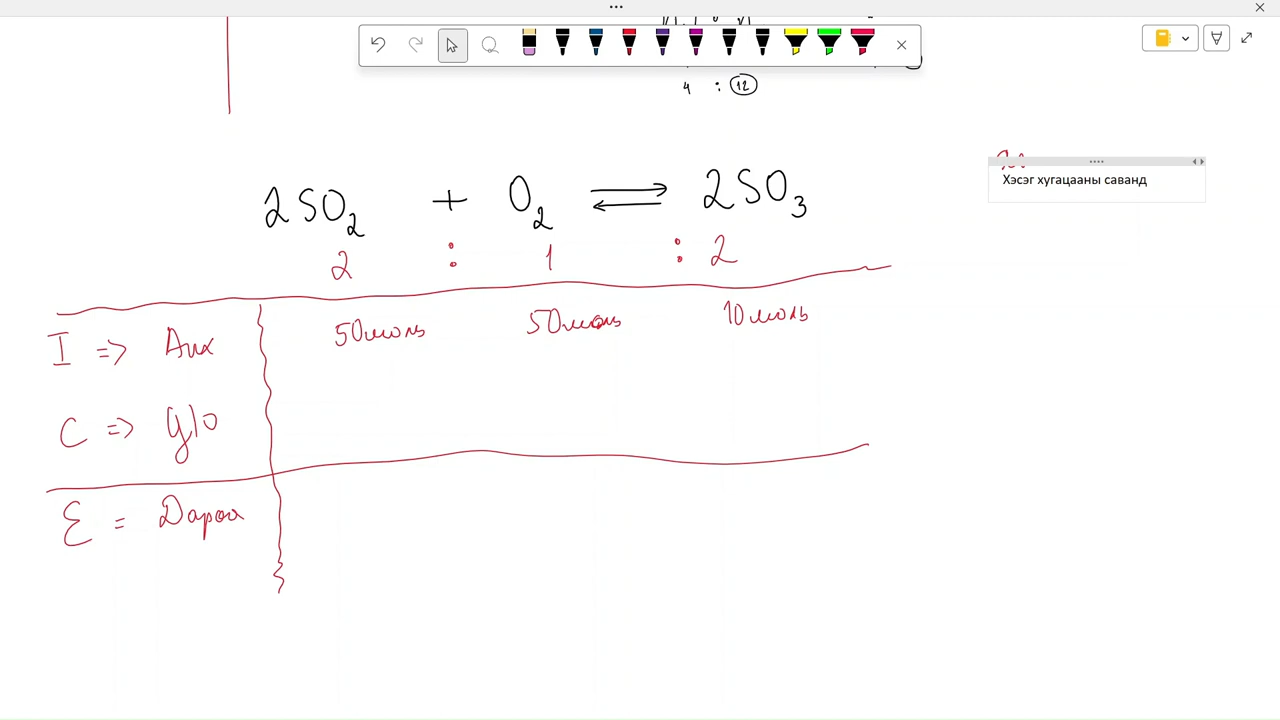 4 : 12
Хэсэг хугацааны саванд
2SO2 + O2 ⇌ 2SO3
2 : 1 : 2
I => Анх 50моль 50моль 10моль
C =>
E = Дараа